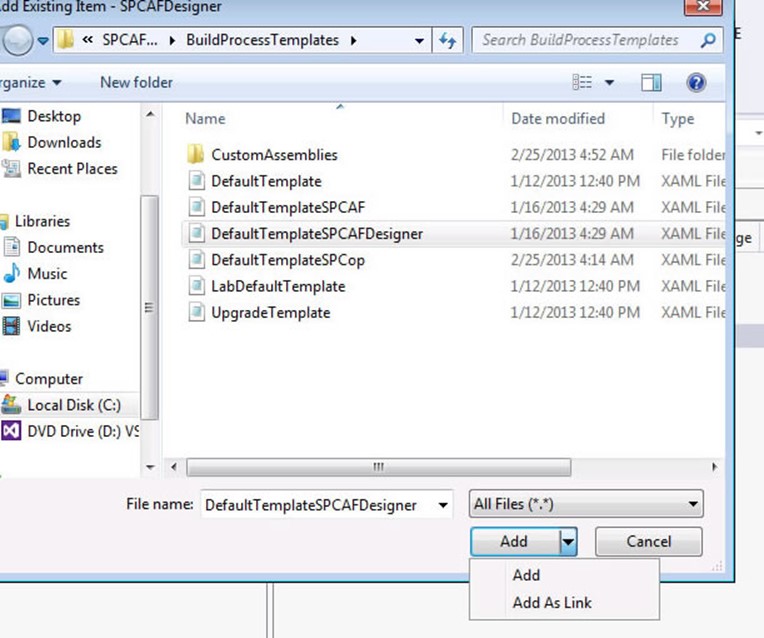 Add Existing Item - SPCAFDesigner
« SPCAF... BuildProcessTemplates Search BuildProcessTemplates
rganize New folder
Name Date modified Type
Desktop
Downloads
Recent Places
Libraries
Documents
Music
Pictures
Videos
Computer
Local Disk (C:)
DVD Drive (D:) VS
CustomAssemblies 2/25/2013 4:52 AM File folder
DefaultTemplate 1/12/2013 12:40 PM XAML File
DefaultTemplateSPCAF 1/16/2013 4:29 AM XAML File
DefaultTemplateSPCAFDesigner 1/16/2013 4:29 AM XAML File
DefaultTemplateSPCop 2/25/2013 4:14 AM XAML File
LabDefaultTemplate 1/12/2013 12:40 PM XAML File
UpgradeTemplate 1/12/2013 12:40 PM XAML File
File name: DefaultTemplateSPCAFDesigner All Files (*.*)
Add Cancel
Add
Add As Link
E
ge